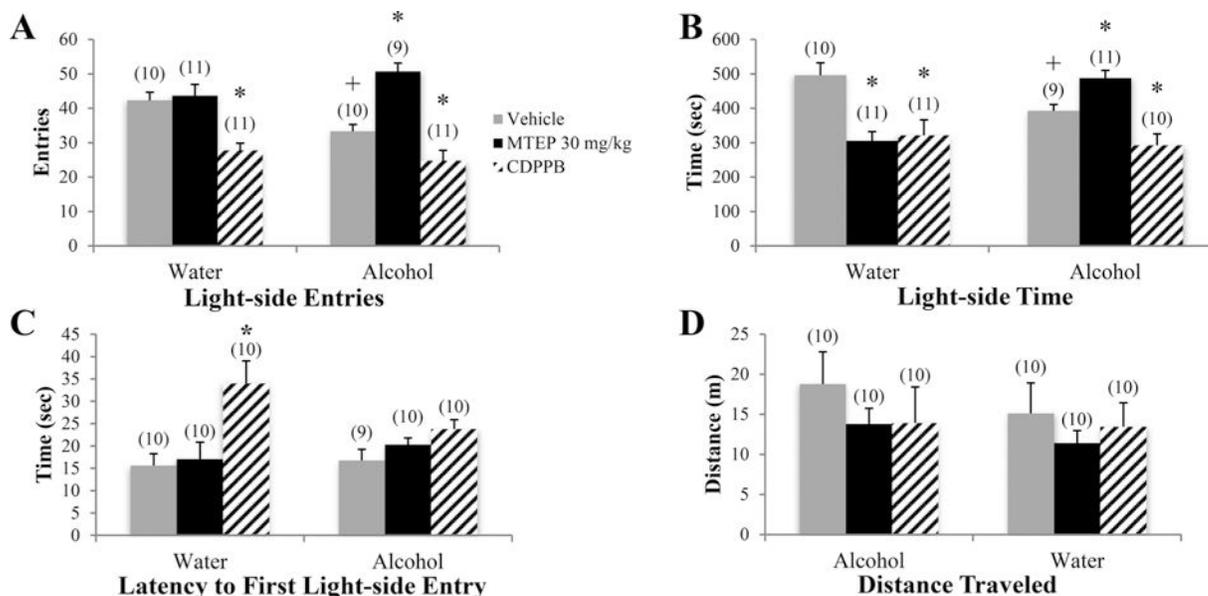 A
Entries
60
50
40
30
20
10
0
(10)
(11)
*
(11)
+
(10)
*
(9)
*
(11)
Water
Alcohol
Light-side Entries
Vehicle
MTEP 30 mg/kg
CDPPB
B
Time (sec)
600
500
400
300
200
100
0
(10)
*
(11)
*
(11)
+
(9)
*
(11)
*
(10)
Water
Alcohol
Light-side Time
C
Time (sec)
45
40
35
30
25
20
15
10
5
0
(10)
(10)
*
(10)
(9)
(10)
(10)
Water
Alcohol
Latency to First Light-side Entry
D
Distance (m)
25
20
15
10
5
0
(10)
(10)
(10)
(10)
(10)
(10)
Alcohol
Water
Distance Traveled